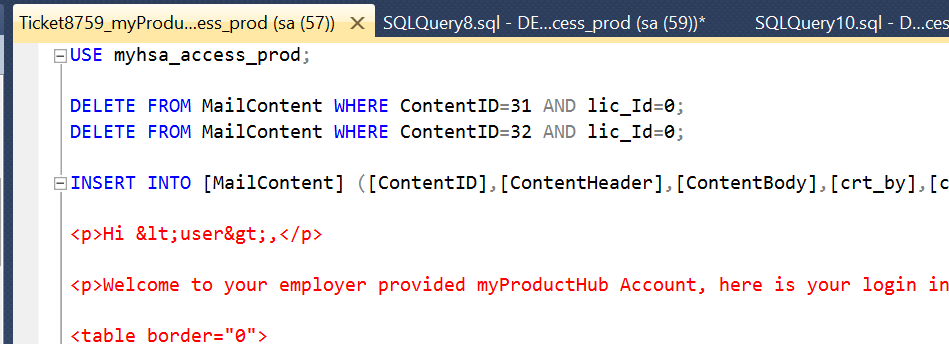 Ticket8759_myProdu...ess_prod (sa (57)) SQLQuery8.sql - DE...cess_prod (sa (59))* SQLQuery10.sql - D...ces
USE myhsa_access_prod;
DELETE FROM MailContent WHERE ContentID=31 AND lic_Id=0;
DELETE FROM MailContent WHERE ContentID=32 AND lic_Id=0;
INSERT INTO [MailContent] ([ContentID],[ContentHeader],[ContentBody],[crt_by],[c
<p>Hi &lt;user&gt;,</p>
<p>Welcome to your employer provided myProductHub Account, here is your login in
<table border="0">